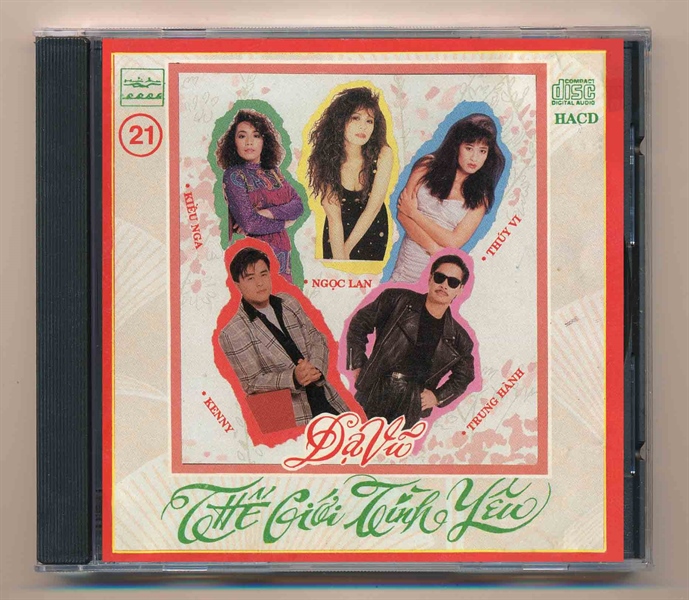 COMPACT
disc
DIGITAL AUDIO
HACD
21
• KIỀU NGA
• NGỌC LAN
• THÚY VI
• KENNY
• TRUNG HÀNH
Dạ Vũ
THẾ Giới Tình Yêu